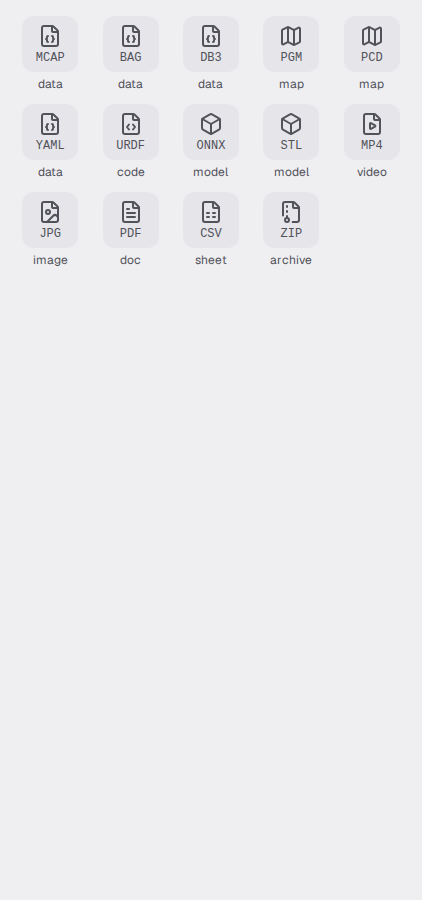 MCAP BAG DB3 PGM PCD
data data data map map
YAML URDF ONNX STL MP4
data code model model video
JPG PDF CSV ZIP
image doc sheet archive